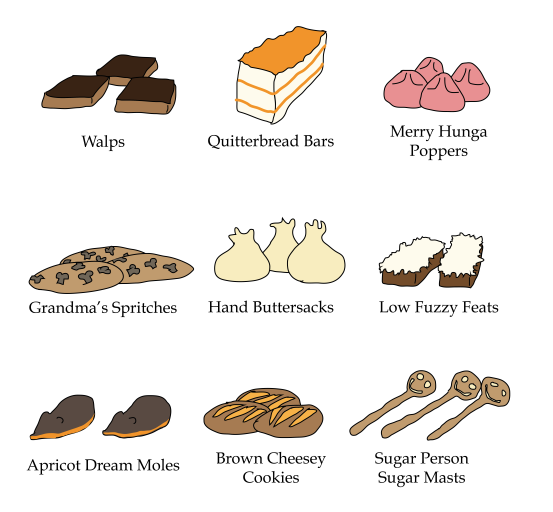 Walps
Quitterbread Bars
Merry Hunga
Poppers
Grandma's Spritches
Hand Buttersacks
Low Fuzzy Feats
Apricot Dream Moles
Brown Cheesey
Cookies
Sugar Person
Sugar Masts